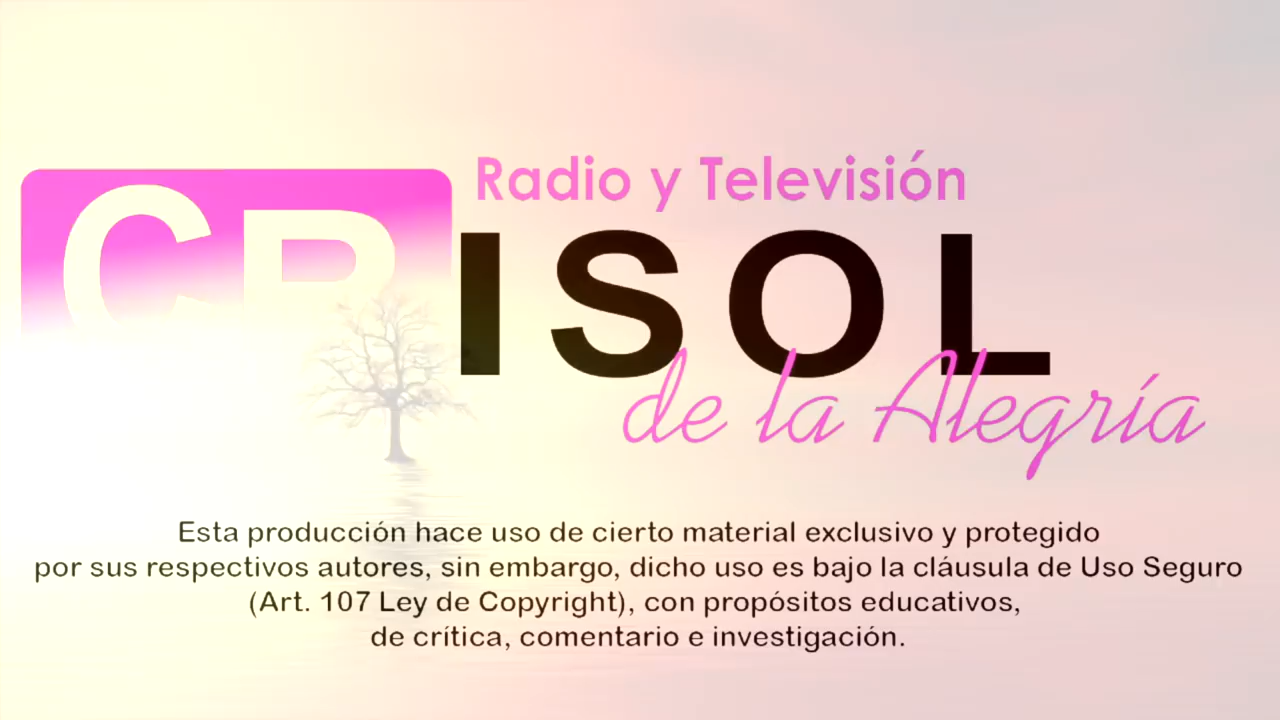 Radio y Televisión
CRISOL
de la Alegría
Esta producción hace uso de cierto material exclusivo y protegido
por sus respectivos autores, sin embargo, dicho uso es bajo la cláusula de Uso Seguro
(Art. 107 Ley de Copyright), con propósitos educativos,
de crítica, comentario e investigación.